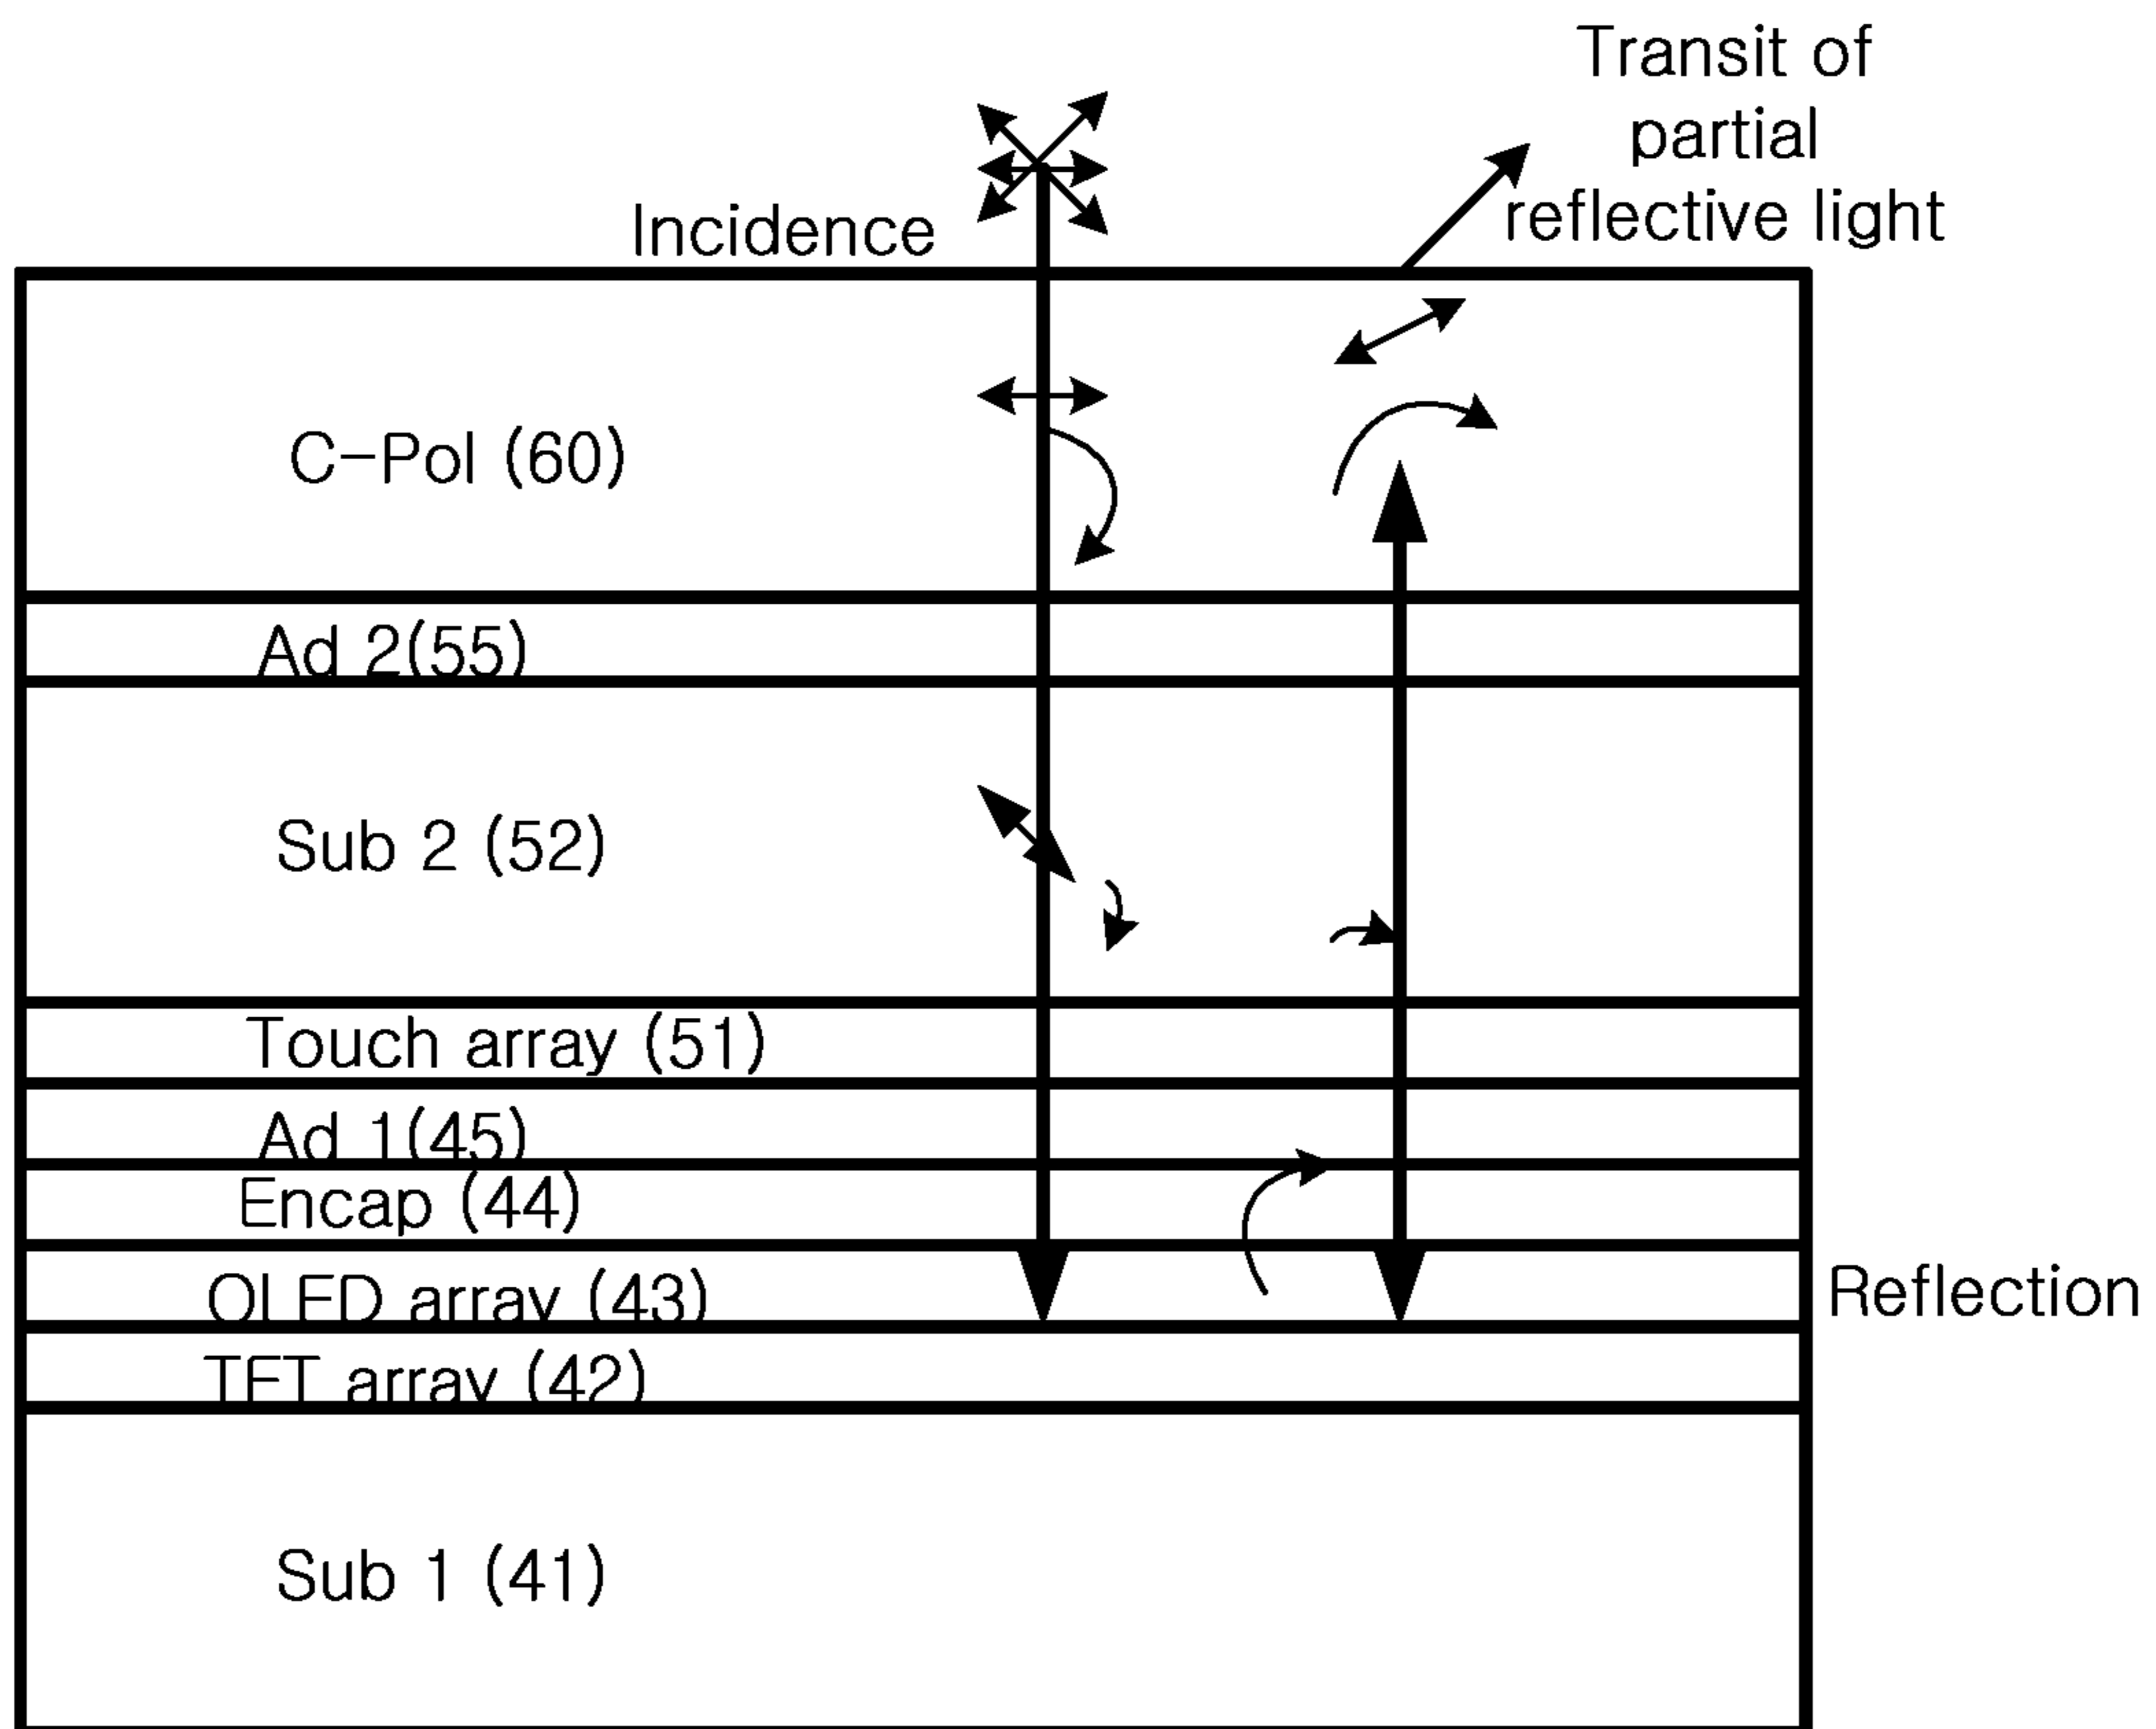 Transit of
partial
reflective light
Incidence
C-Pol (60)
Ad 2(55)
Sub 2 (52)
Touch array (51)
Ad 1(45)
Encap (44)
OLED array (43)
Reflection
TFT array (42)
Sub 1 (41)